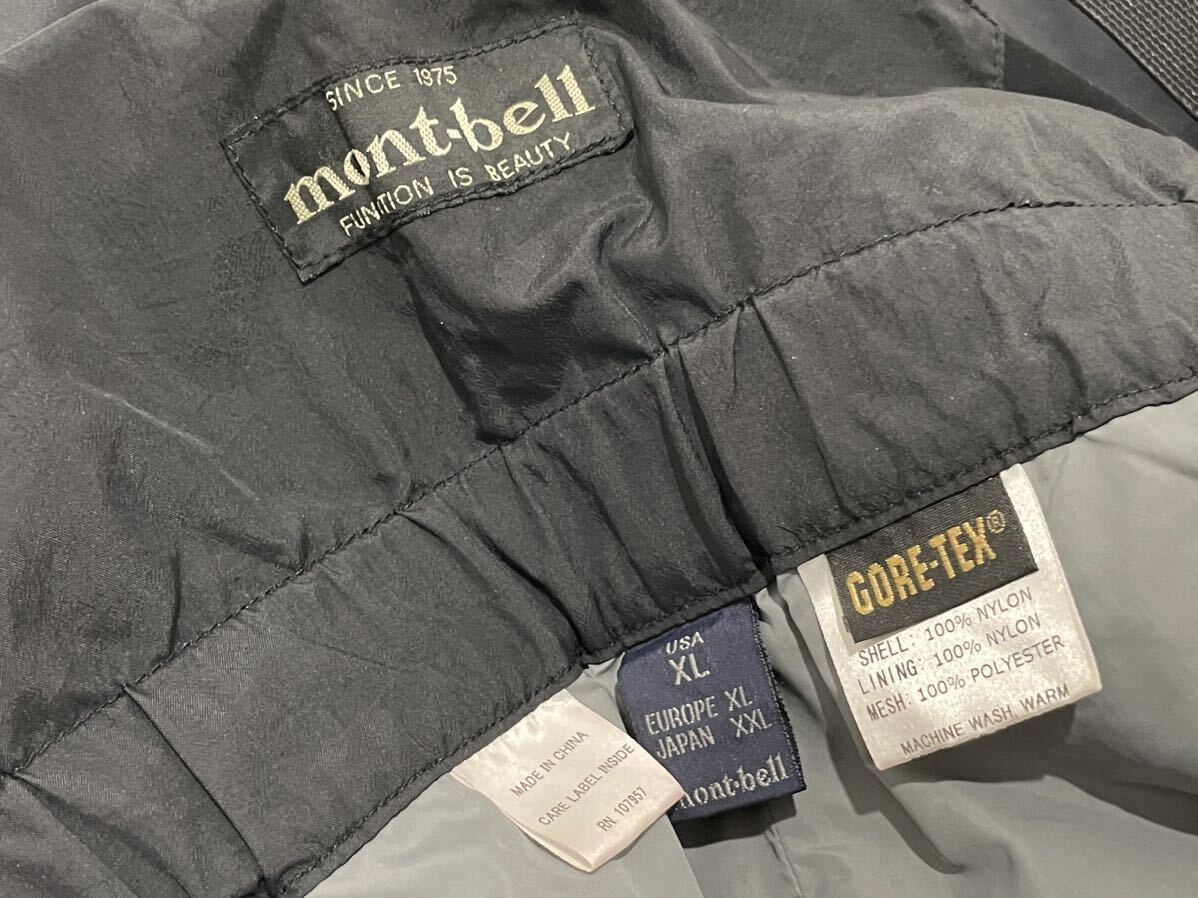 SINCE 1975
mont-bell
FUNTION IS BEAUTY
GORE-TEX®
SHELL: 100% NYLON
LINING: 100% NYLON
MESH: 100% POLYESTER
MACHINE WASH, WARM
USA
XL
EUROPE XL
JAPAN XXL
mont-bell
MADE IN CHINA
CARE LABEL INSIDE
RN. 107957